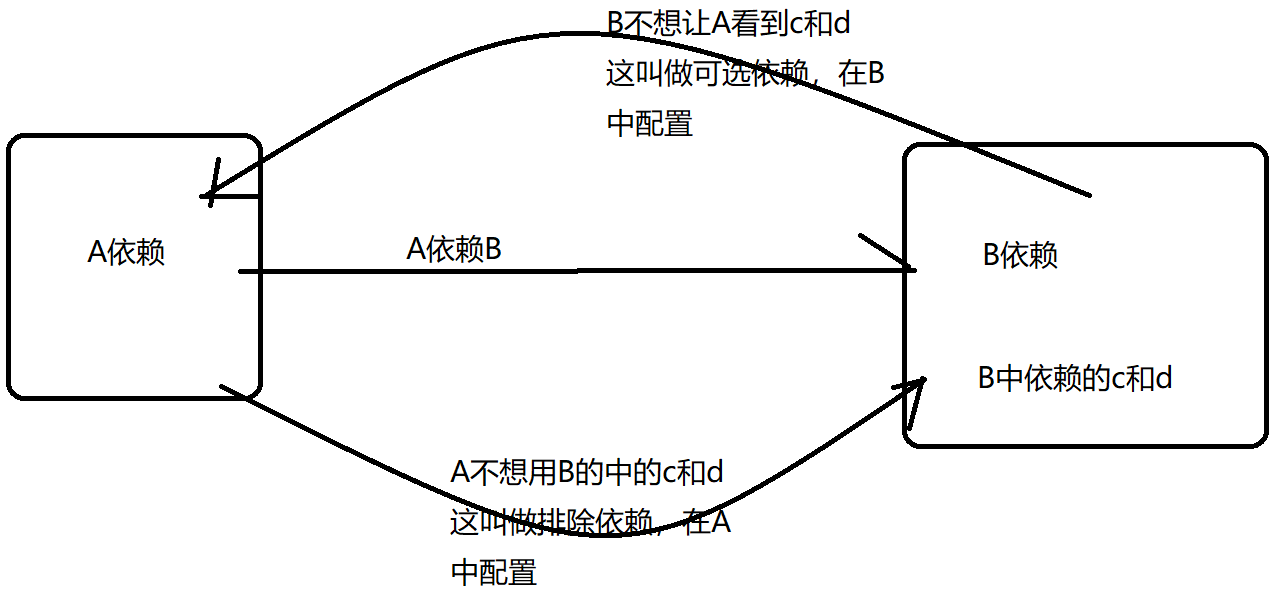 B不想让A看到c和d
这叫做可选依赖，在B
中配置
A依赖
A依赖B
B依赖
B中依赖的c和d
A不想用B的中的c和d
这叫做排除依赖，在A
中配置